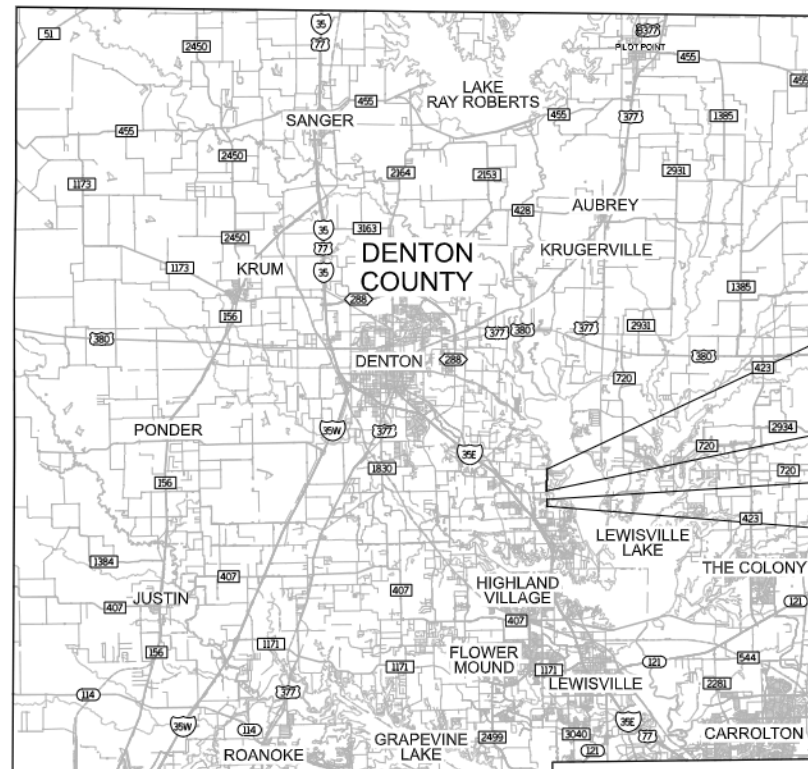 35
51
2450
77
377
PILOT POINT
455
455
LAKE
RAY ROBERTS
1385
SANGER
455
377
455
2450
2164
2153
2931
1173
428
AUBREY
35
3163
2450
77
DENTON
COUNTY
KRUGERVILLE
1173
KRUM
35
1385
288
156
377
380
377
2931
380
DENTON
288
380
423
720
PONDER
35W
377
2934
720
35E
1830
720
156
423
LEWISVILLE
LAKE
1384
THE COLONY
407
HIGHLAND
VILLAGE
407
JUSTIN
407
121
407
1171
FLOWER
MOUND
156
1171
1171
121
544
377
LEWISVILLE
2281
114
35W
114
35E
CARROLTON
ROANOKE
GRAPEVINE
LAKE
2499
3040
77
121